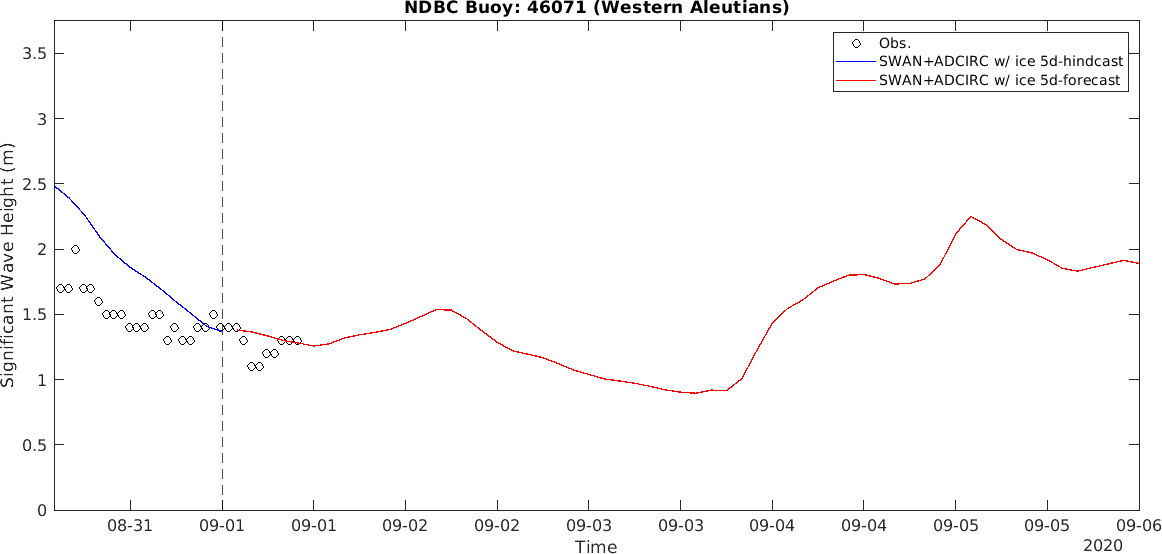 NDBC Buoy: 46071 (Western Aleutians)
Obs.
SWAN+ADCIRC w/ ice 5d-hindcast
SWAN+ADCIRC w/ ice 5d-forecast
Significant Wave Height (m)
3.5
3
2.5
2
1.5
1
0.5
0
08-31 09-01 09-01 09-02 09-02 09-03 09-03 09-04 09-04 09-05 09-05 09-06
Time
2020